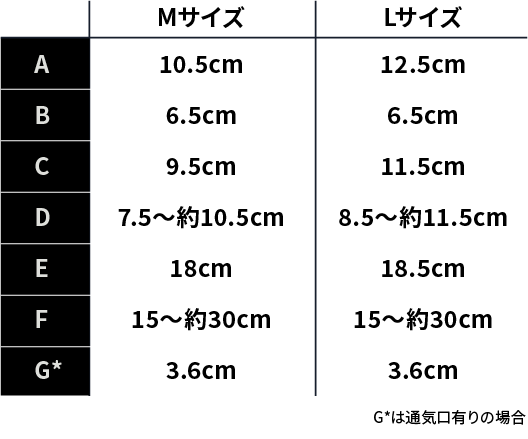 Mサイズ Lサイズ
A 10.5cm 12.5cm
B 6.5cm 6.5cm
C 9.5cm 11.5cm
D 7.5〜約10.5cm 8.5〜約11.5cm
E 18cm 18.5cm
F 15〜約30cm 15〜約30cm
G* 3.6cm 3.6cm
G*は通気口有りの場合